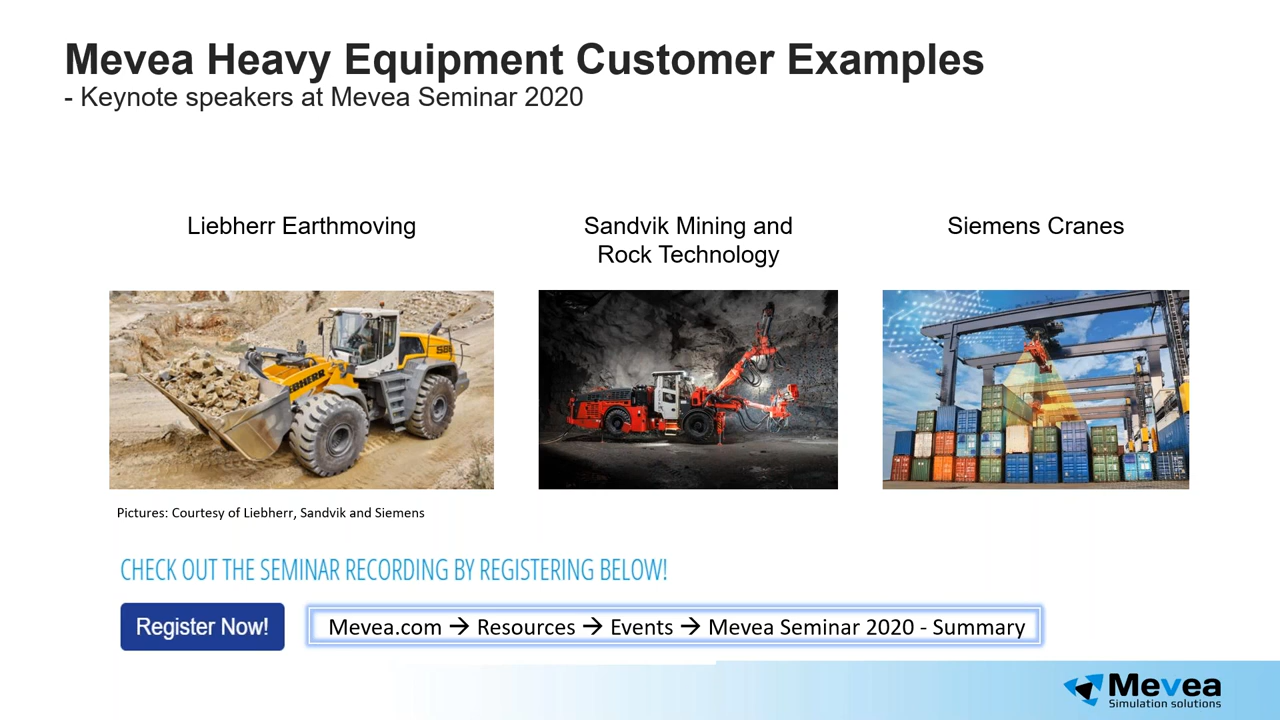 Mevea Heavy Equipment Customer Examples
- Keynote speakers at Mevea Seminar 2020
Liebherr Earthmoving
Sandvik Mining and
Rock Technology
Siemens Cranes
Pictures: Courtesy of Liebherr, Sandvik and Siemens
CHECK OUT THE SEMINAR RECORDING BY REGISTERING BELOW!
Register Now!
Mevea.com → Resources → Events → Mevea Seminar 2020 - Summary
Mevea
Simulation solutions